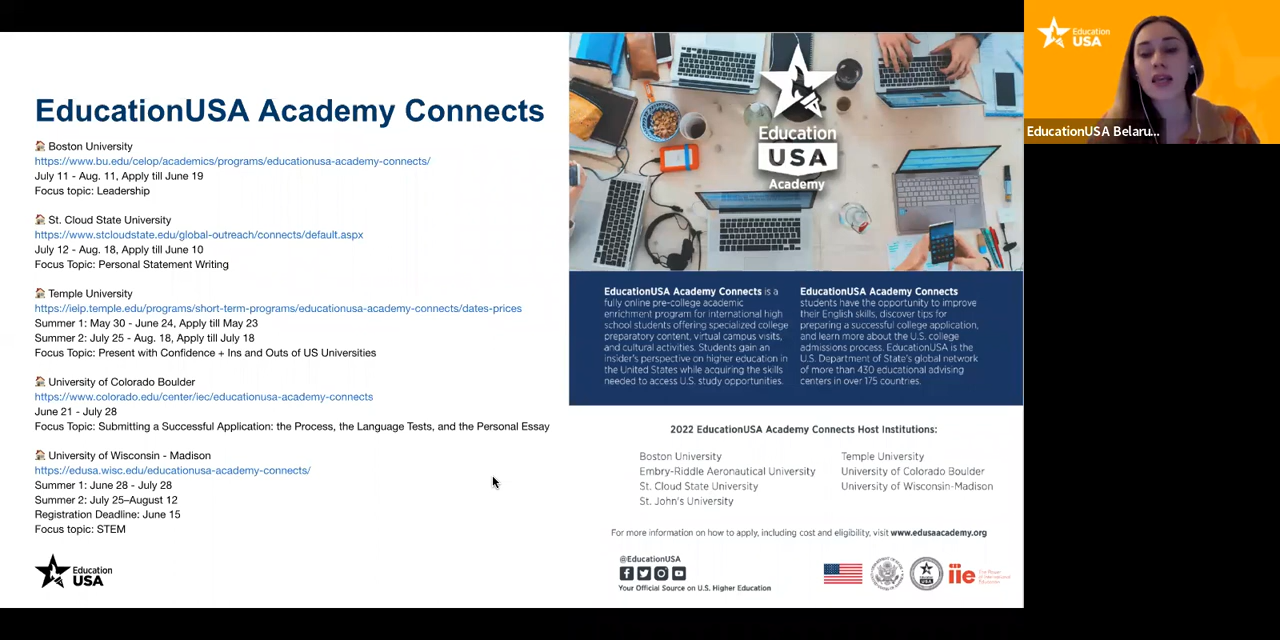 EducationUSA Academy Connects
Boston University
https://www.bu.edu/celop/academics/programs/educationusa-academy-connects/
July 11 - Aug. 11, Apply till June 19
Focus topic: Leadership
St. Cloud State University
https://www.stcloudstate.edu/global-outreach/connects/default.aspx
July 12 - Aug. 18, Apply till June 10
Focus Topic: Personal Statement Writing
Temple University
https://ieip.temple.edu/programs/short-term-programs/educationusa-academy-connects/dates-prices
Summer 1: May 30 - June 24, Apply till May 23
Summer 2: July 25 - Aug. 18, Apply till July 18
Focus Topic: Present with Confidence + Ins and Outs of US Universities
University of Colorado Boulder
https://www.colorado.edu/center/iec/educationusa-academy-connects
June 21 - July 28
Focus Topic: Submitting a Successful Application: the Process, the Language Tests, and the Personal Essay
University of Wisconsin - Madison
https://edusa.wisc.edu/educationusa-academy-connects/
Summer 1: June 28 - July 28
Summer 2: July 25–August 12
Registration Deadline: June 15
Focus topic: STEM
Education
USA
Education
USA
Academy
EducationUSA Academy Connects is a
fully online pre-college academic
enrichment program for international high
school students offering specialized college
preparatory content, virtual campus visits,
and cultural activities. Students gain an
insider's perspective on higher education in
the United States while acquiring the skills
needed to access U.S. study opportunities.
EducationUSA Academy Connects
students have the opportunity to improve
their English skills, discover tips for
preparing a successful college application,
and learn more about the U.S. college
admissions process. EducationUSA is the
U.S. Department of State's global network
of more than 430 educational advising
centers in over 175 countries.
2022 EducationUSA Academy Connects Host Institutions:
Boston University
Embry-Riddle Aeronautical University
St. Cloud State University
St. John's University
Temple University
University of Colorado Boulder
University of Wisconsin-Madison
For more information on how to apply, including cost and eligibility, visit www.edusaacademy.org
@EducationUSA
Your Official Source on U.S. Higher Education
iie
The Power
of International
Education
Education
USA
EducationUSA Belaru...